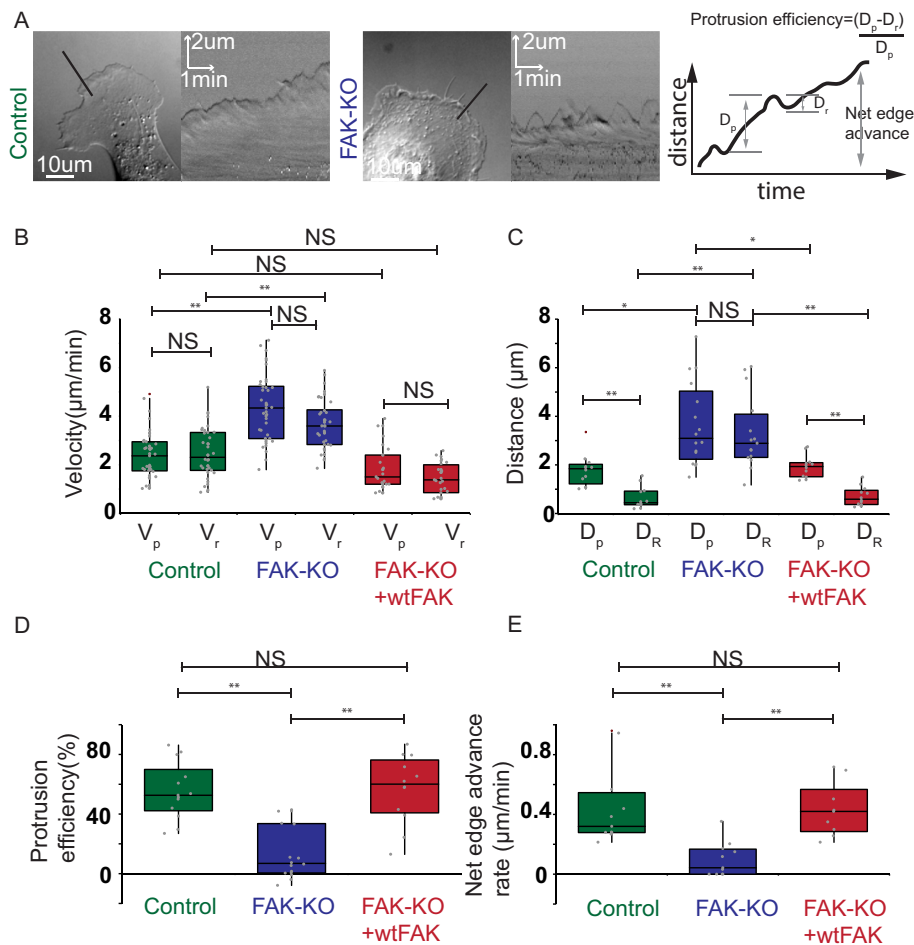 A
Control
10um
2um
1min
FAK-KO
10um
2um
1min
Protrusion efficiency=(Dp-Dr)
Dp
distance
Dp
Dr
Net edge
advance
time
B
NS
NS
**
**
NS
NS
NS
Velocity(μm/min)
8
6
4
2
0
Vp Vr Vp Vr Vp Vr
Control FAK-KO FAK-KO
+wtFAK
C
*
**
*
NS
**
**
**
Distance (μm)
8
6
4
2
0
Dp DR Dp DR Dp DR
Control FAK-KO FAK-KO
+wtFAK
D
NS
**
**
Protrusion
efficiency(%)
80
40
0
Control FAK-KO FAK-KO
+wtFAK
E
NS
**
**
Net edge advance
rate (μm/min)
0.8
0.4
0
Control FAK-KO FAK-KO
+wtFAK